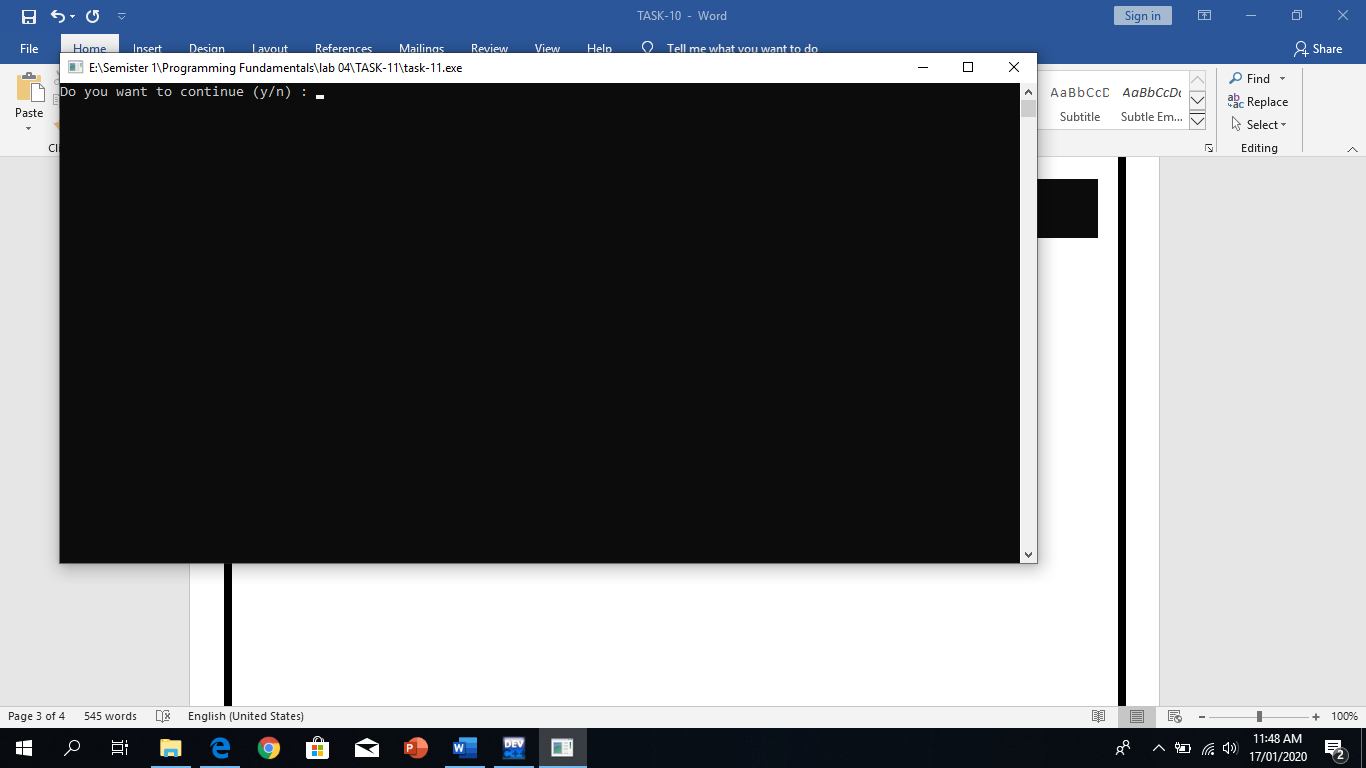 TASK-10 - Word
Sign in
File
Home
Insert
Design
Layout
References
Mailings
Review
View
Help
Tell me what you want to do
Share
E:\Semister 1\Programming Fundamentals\lab 04\TASK-11\task-11.exe
Do you want to continue (y/n) :
Paste
AaBbCcD
AaBbCcDc
Subtitle
Subtle Em...
Find
Replace
Select
Editing
Page 3 of 4
545 words
English (United States)
100%
DEV
11:48 AM
17/01/2020
2